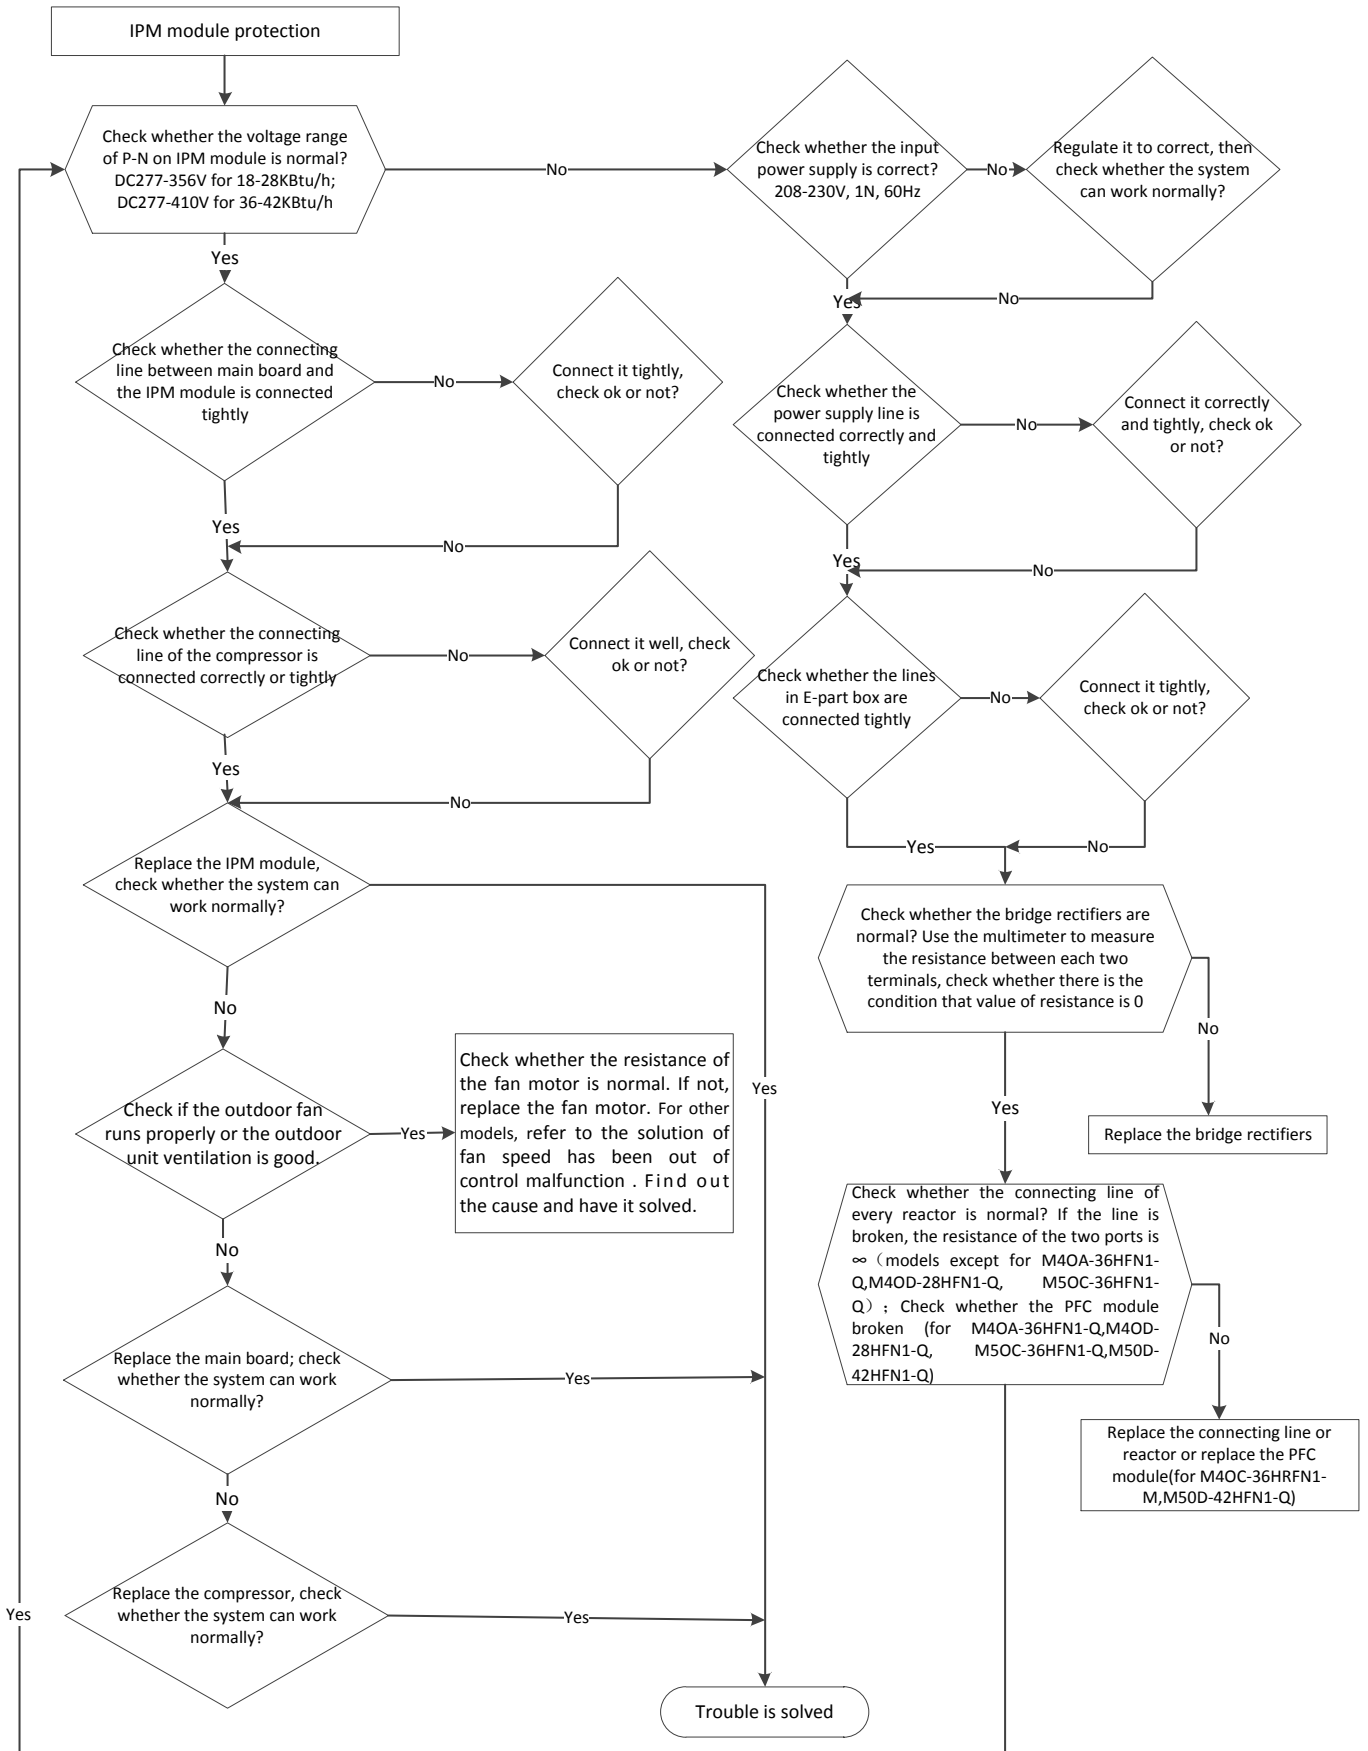 IPM module protection
Check whether the voltage range
of P-N on IPM module is normal?
DC277-356V for 18-28KBtu/h;
DC277-410V for 36-42KBtu/h
No
Check whether the input
power supply is correct?
208-230V, 1N, 60Hz
No
Regulate it to correct, then
check whether the system
can work normally?
Yes
Yes
No
Check whether the connecting
line between main board and
the IPM module is connected
tightly
No
Connect it tightly,
check ok or not?
Check whether the
power supply line is
connected correctly and
tightly
No
Connect it correctly
and tightly, check ok
or not?
Yes
No
Yes
No
Check whether the connecting
line of the compressor is
connected correctly or tightly
No
Connect it well, check
ok or not?
Check whether the lines
in E-part box are
connected tightly
No
Connect it tightly,
check ok or not?
Yes
No
Yes
No
Replace the IPM module,
check whether the system can
work normally?
Check whether the bridge rectifiers are
normal? Use the multimeter to measure
the resistance between each two
terminals, check whether there is the
condition that value of resistance is 0
No
No
Check if the outdoor fan
runs properly or the outdoor
unit ventilation is good.
Yes
Check whether the resistance of
the fan motor is normal. If not,
replace the fan motor. For other
models, refer to the solution of
fan speed has been out of
control malfunction . Find out
the cause and have it solved.
Yes
Yes
Replace the bridge rectifiers
No
Check whether the connecting line of
every reactor is normal? If the line is
broken, the resistance of the two ports is
∞（models except for M4OA-36HFN1-
Q,M4OD-28HFN1-Q, M5OC-36HFN1-
Q）; Check whether the PFC module
broken (for M4OA-36HFN1-Q,M4OD-
28HFN1-Q, M5OC-36HFN1-Q,M50D-
42HFN1-Q)
No
Replace the main board; check
whether the system can work
normally?
Yes
Replace the connecting line or
reactor or replace the PFC
module(for M4OC-36HRFN1-
M,M50D-42HFN1-Q)
No
Replace the compressor, check
whether the system can work
normally?
Yes
Yes
Trouble is solved